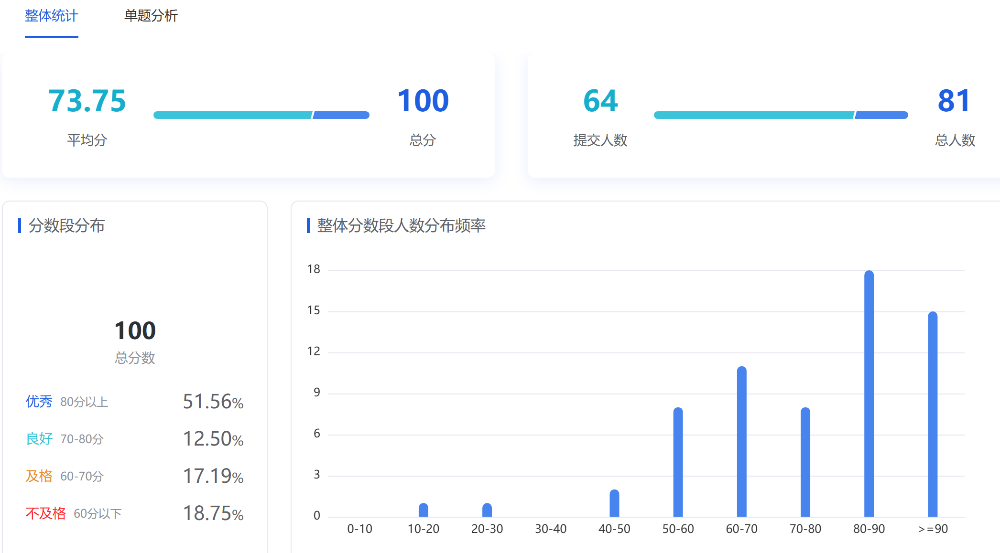 整体统计 单题分析
73.75 100 64 81
平均分 总分 提交人数 总人数
分数段分布
100
总分数
优秀 80分以上 51.56%
良好 70-80分 12.50%
及格 60-70分 17.19%
不及格 60分以下 18.75%
整体分数段人数分布频率
18
15
12
9
6
3
0
0-10 10-20 20-30 30-40 40-50 50-60 60-70 70-80 80-90 >=90